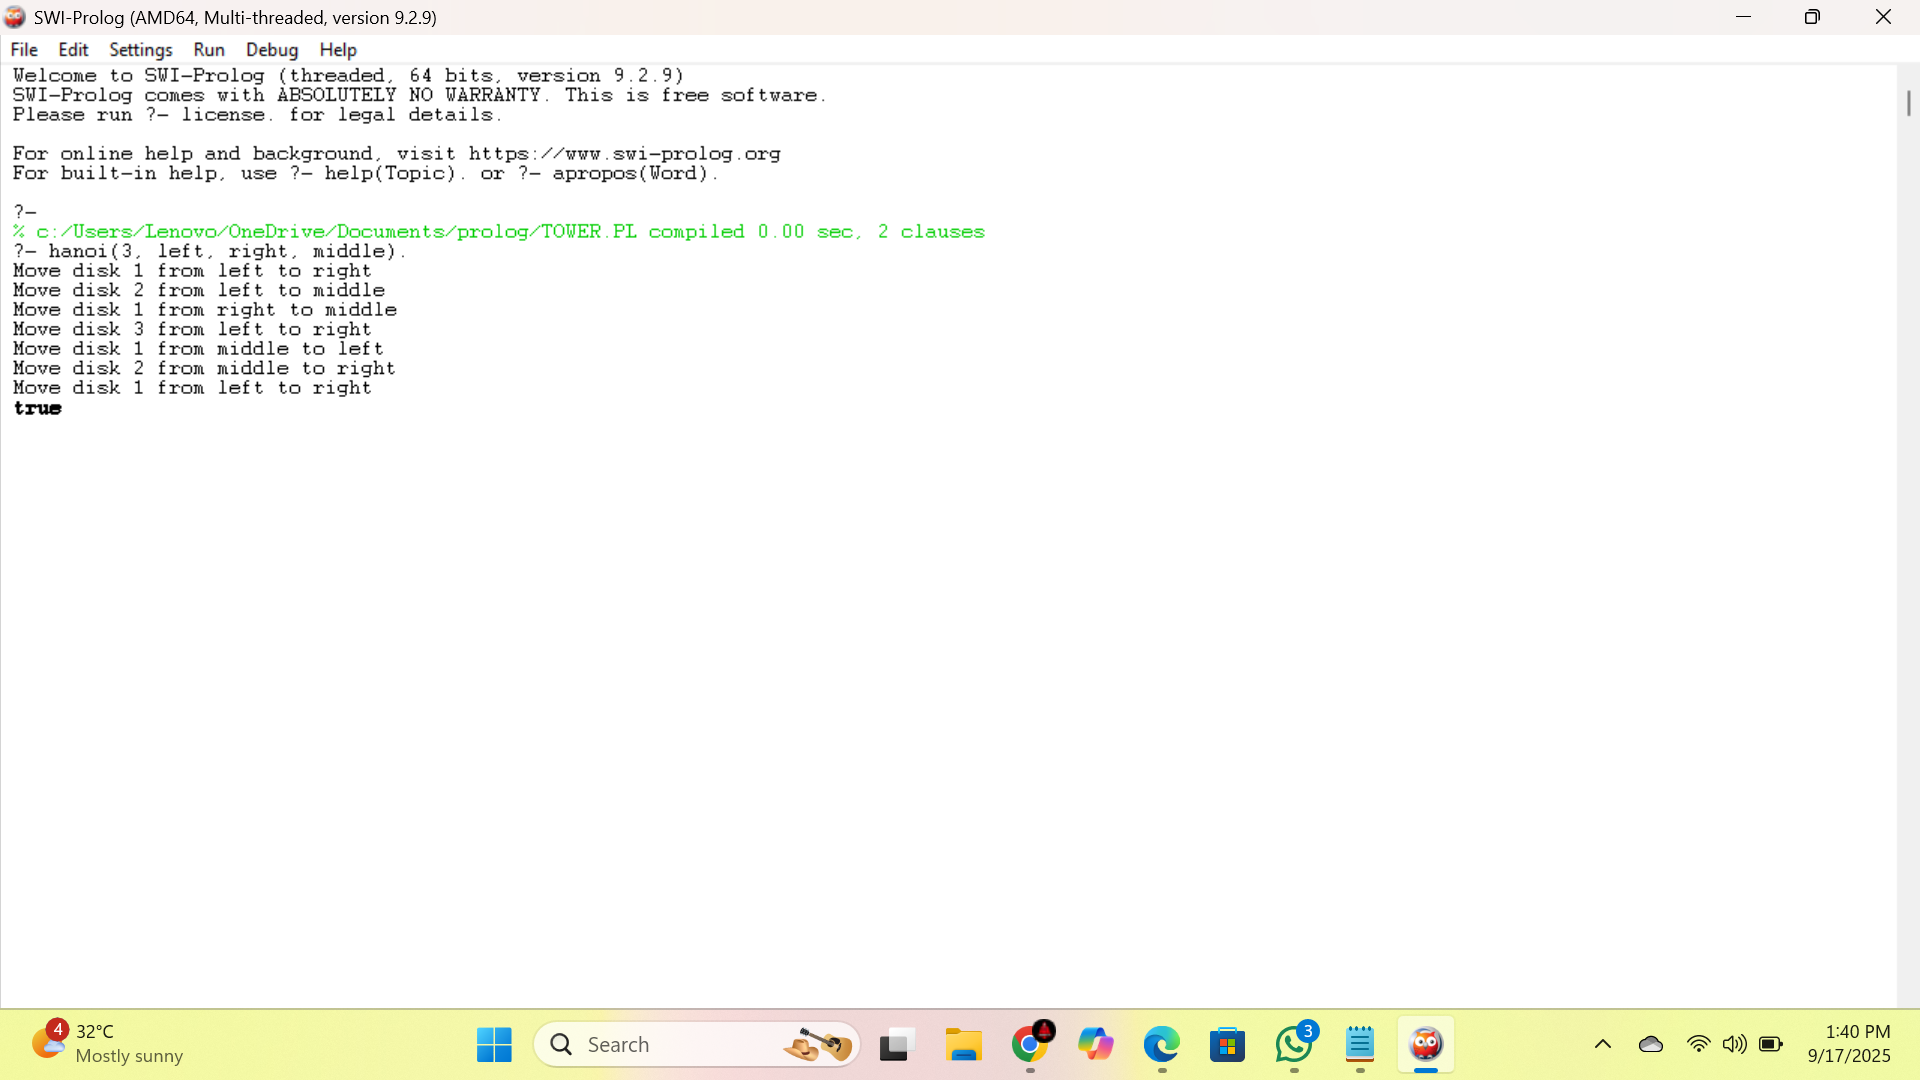 SWI-Prolog (AMD64, Multi-threaded, version 9.2.9)
File Edit Settings Run Debug Help
Welcome to SWI-Prolog (threaded, 64 bits, version 9.2.9)
SWI-Prolog comes with ABSOLUTELY NO WARRANTY. This is free software.
Please run ?- license. for legal details.
For online help and background, visit https://www.swi-prolog.org
For built-in help, use ?- help(Topic). or ?- apropos(Word).
?-
% c:/Users/Lenovo/OneDrive/Documents/prolog/TOWER.PL compiled 0.00 sec, 2 clauses
?- hanoi(3, left, right, middle).
Move disk 1 from left to right
Move disk 2 from left to middle
Move disk 1 from right to middle
Move disk 3 from left to right
Move disk 1 from middle to left
Move disk 2 from middle to right
Move disk 1 from left to right
true
4
32°C
Mostly sunny
Search
3
1:40 PM
9/17/2025